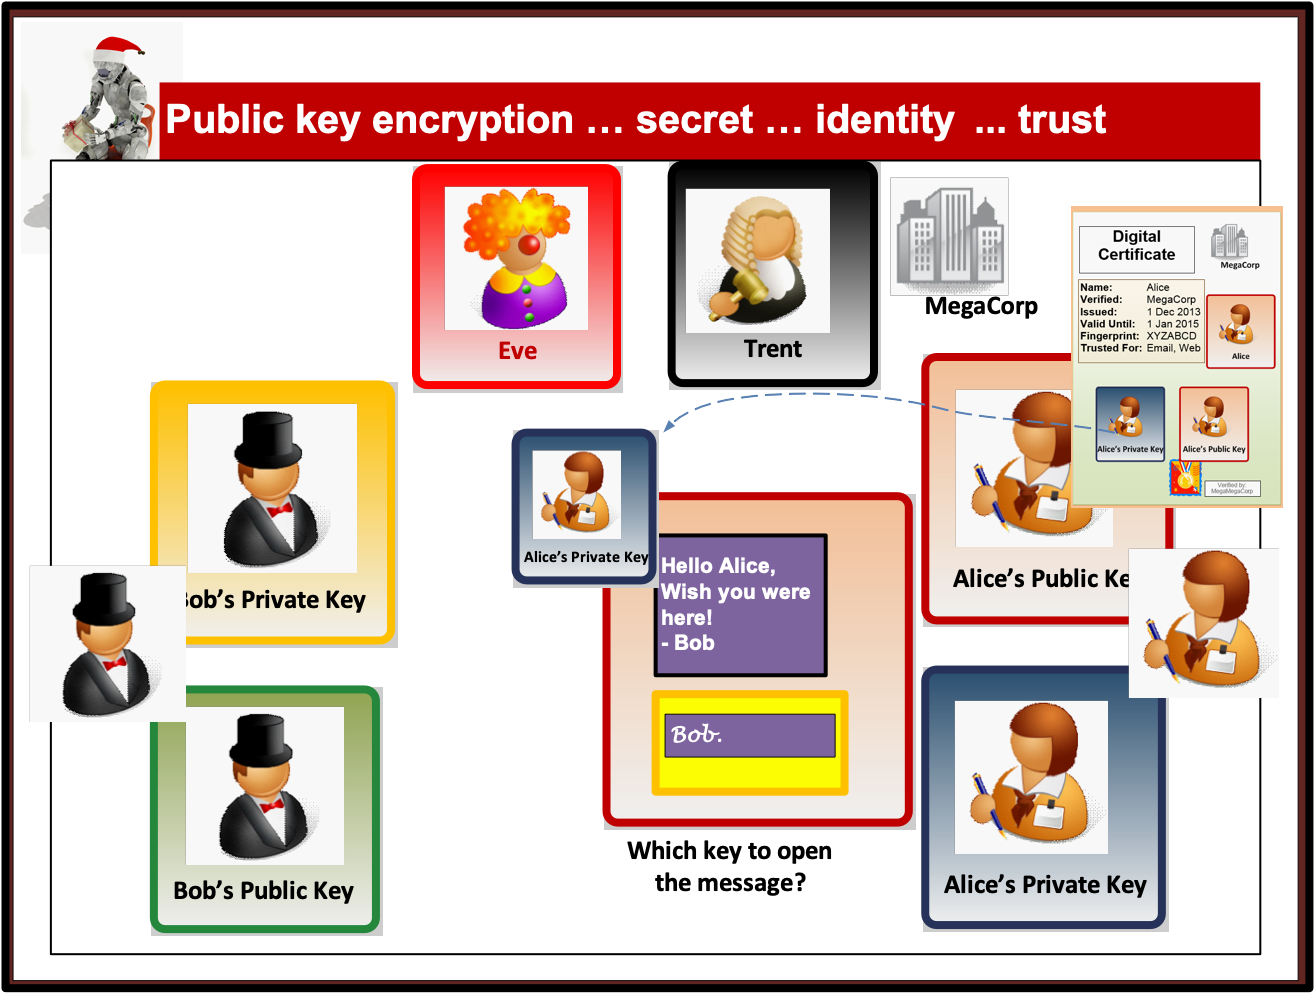 Public key encryption … secret … identity ... trust
Eve
Trent
MegaCorp
Digital
Certificate
MegaCorp
Name: Alice
Verified: MegaCorp
Issued: 1 Dec 2013
Valid Until: 1 Jan 2015
Fingerprint: XYZABCD
Trusted For: Email, Web
Alice
Alice's Private Key
Alice's Public Key
Verified by:
MegaMegaCorp
Bob's Private Key
Alice's Private Key
Hello Alice,
Wish you were
here!
- Bob
Bob.
Alice's Public Ke
Bob's Public Key
Which key to open
the message?
Alice's Private Key